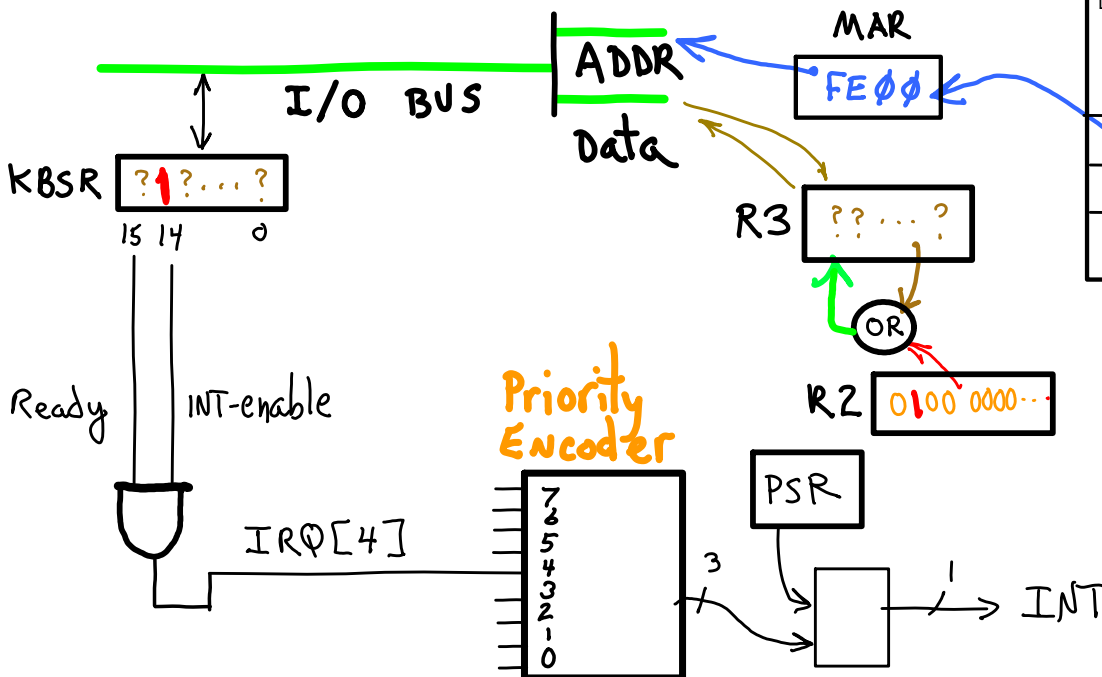 MAR
ADDR
FEØØ
I/O BUS
Data
KBSR
? 1 ? . . . ?
15 14 0
R3
? ? . . . ?
OR
R2
0100 0000 . . .
Ready
INT-enable
Priority
Encoder
PSR
7
6
5
4
3
2
1
0
IRQ[4]
3
1
INT